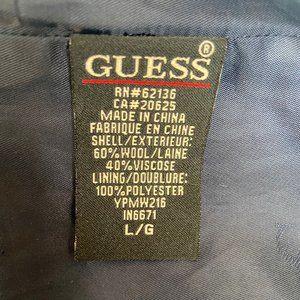 GUESS®
RN#62136
CA#20625
MADE IN CHINA
FABRIQUE EN CHINE
SHELL/EXTERIEUR:
60%WOOL/LAINE
40%VISCOSE
LINING/DOUBLURE:
100%POLYESTER
YPMW216
IN6671
L/G